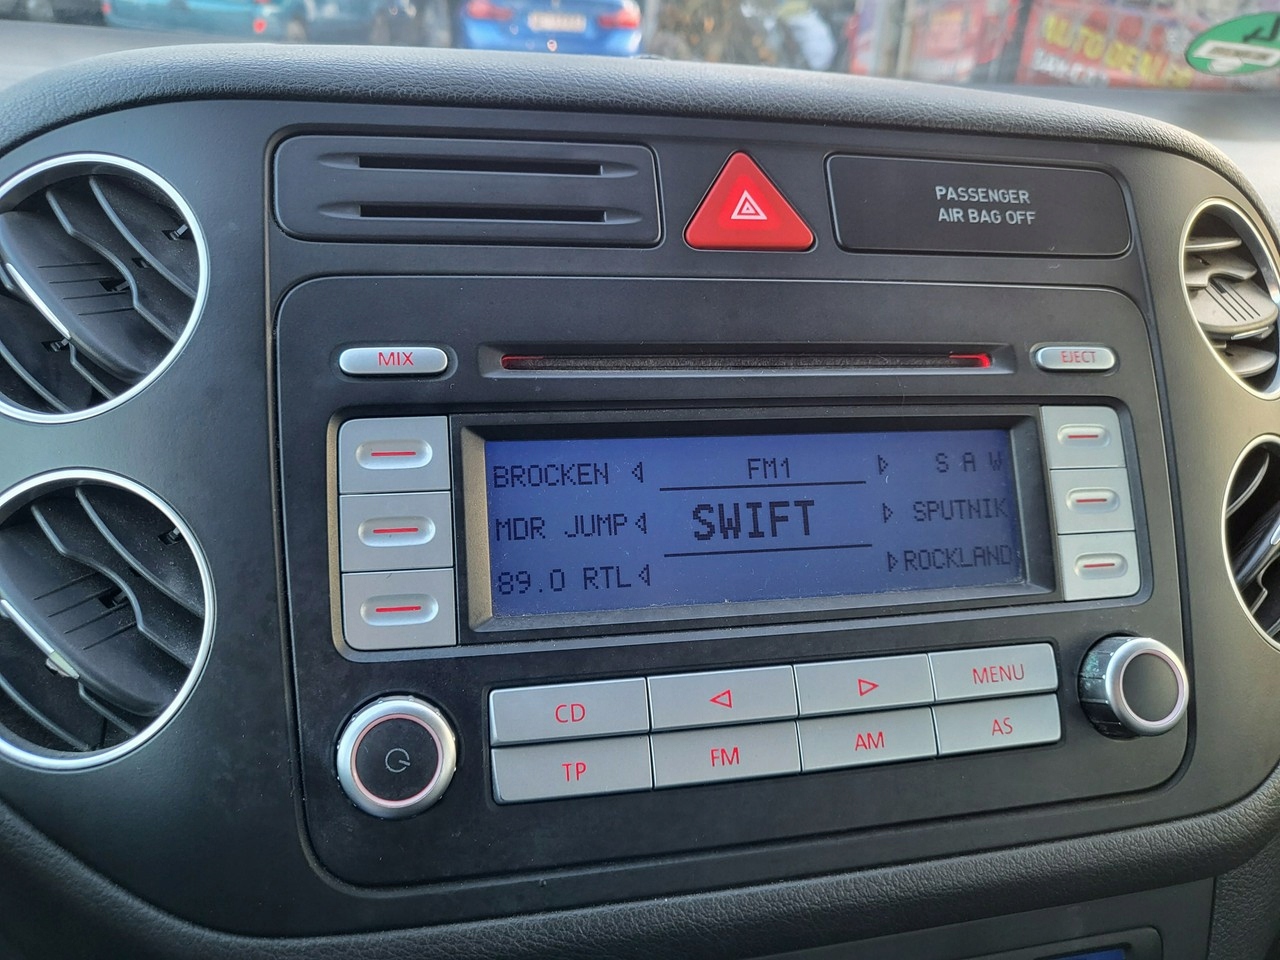 PASSENGER
AIR BAG OFF
MIX
EJECT
BROCKEN
FM1
S A W
MDR JUMP
SWIFT
SPUTNIK
89.0 RTL
ROCKLAND
CD
MENU
TP
FM
AM
AS